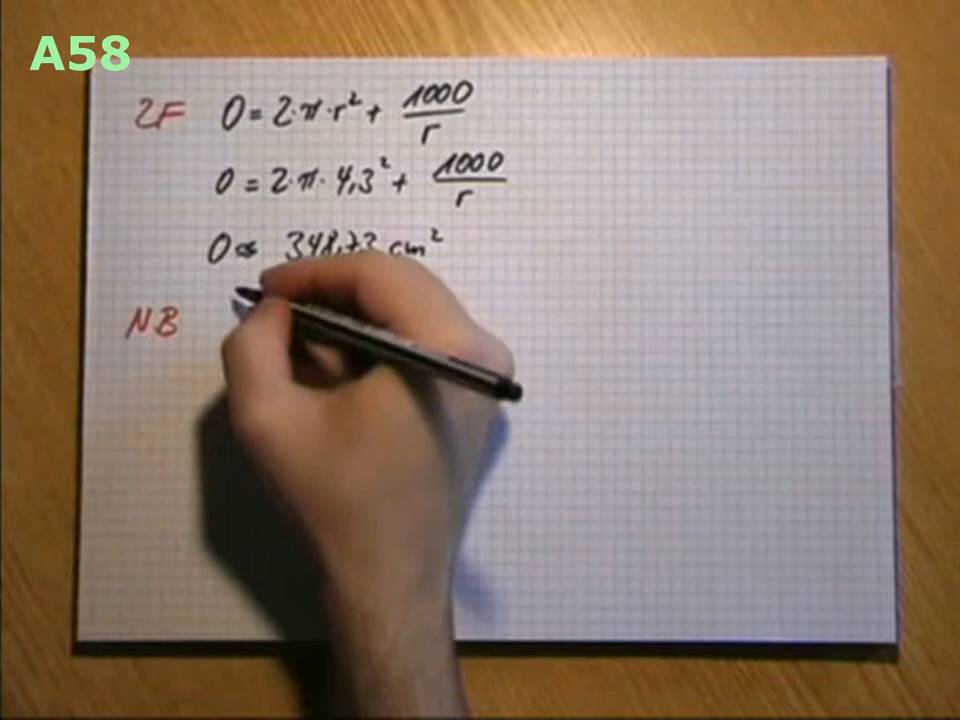 A58
ZF O = 2·π·r² + 1000/r
O = 2·π·4,3² + 1000/r
O ≈ 348,73 cm²
NB